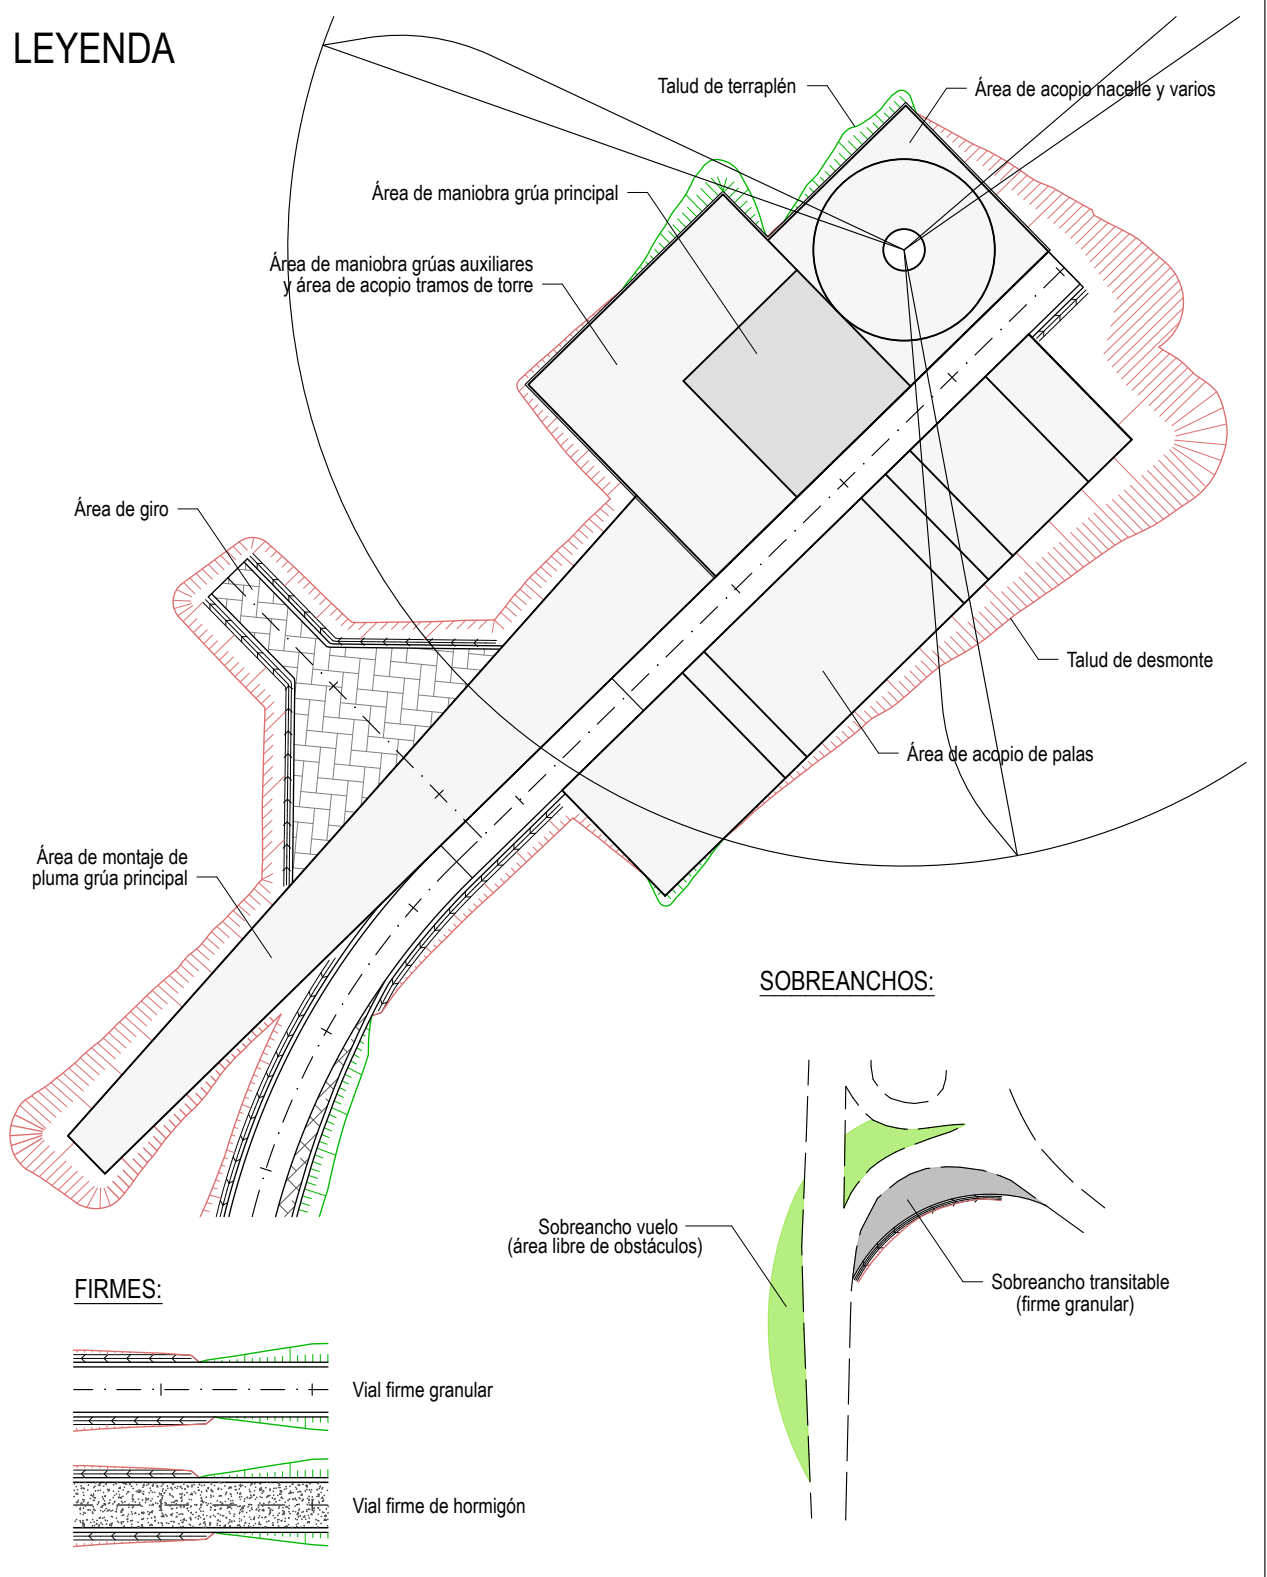 LEYENDA
Talud de terraplén
Área de acopio nacelle y varios
Área de maniobra grúa principal
Área de maniobra grúas auxiliares
y área de acopio tramos de torre
Área de giro
Talud de desmonte
Área de acopio de palas
Área de montaje de
pluma grúa principal
SOBREANCHOS:
Sobreancho vuelo
(área libre de obstáculos)
Sobreancho transitable
(firme granular)
FIRMES:
Vial firme granular
Vial firme de hormigón